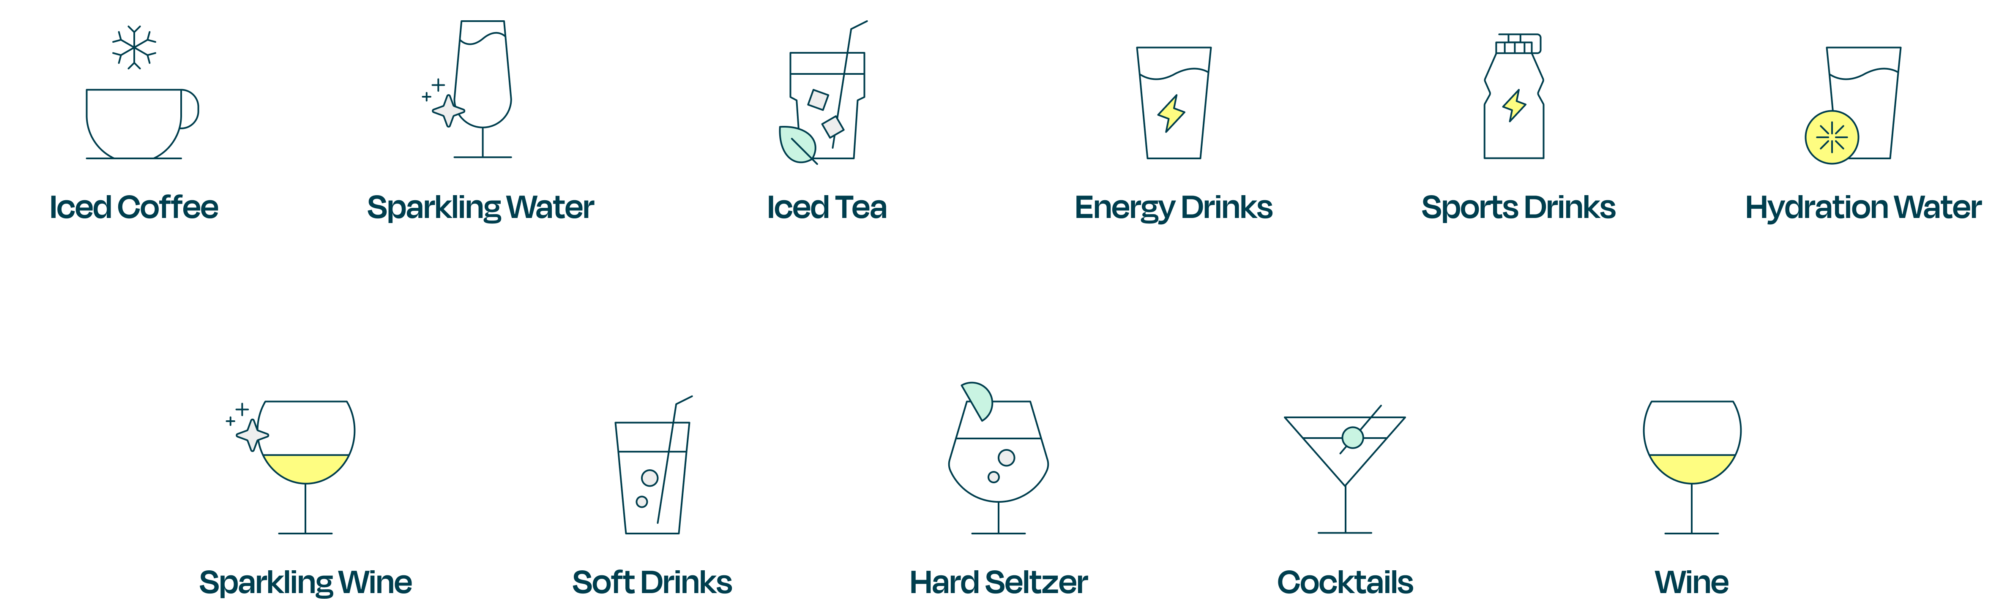 Iced Coffee
Sparkling Water
Iced Tea
Energy Drinks
Sports Drinks
Hydration Water
Sparkling Wine
Soft Drinks
Hard Seltzer
Cocktails
Wine